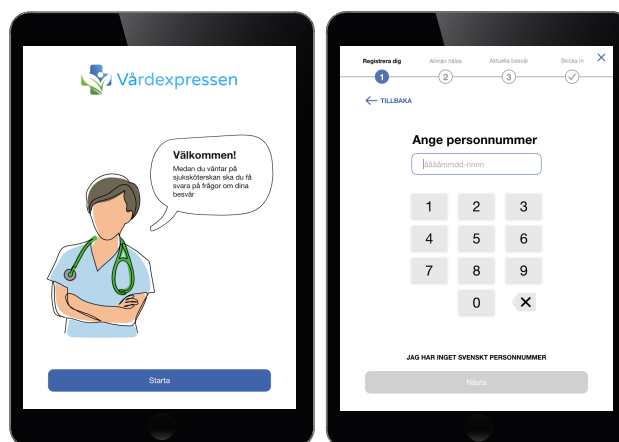 Vårdexpressen
Välkommen!
Medan du väntar på
sjuksköterskan ska du få
svara på frågor om dina
besvär
Starta
Registrera dig
Allmän hälsa
Aktuella besvär
Skicka in
1
2
3
TILLBAKA
Ange personnummer
ååååmmdd-nnnn
1 2 3
4 5 6
7 8 9
0
JAG HAR INGET SVENSKT PERSONNUMMER
Nästa